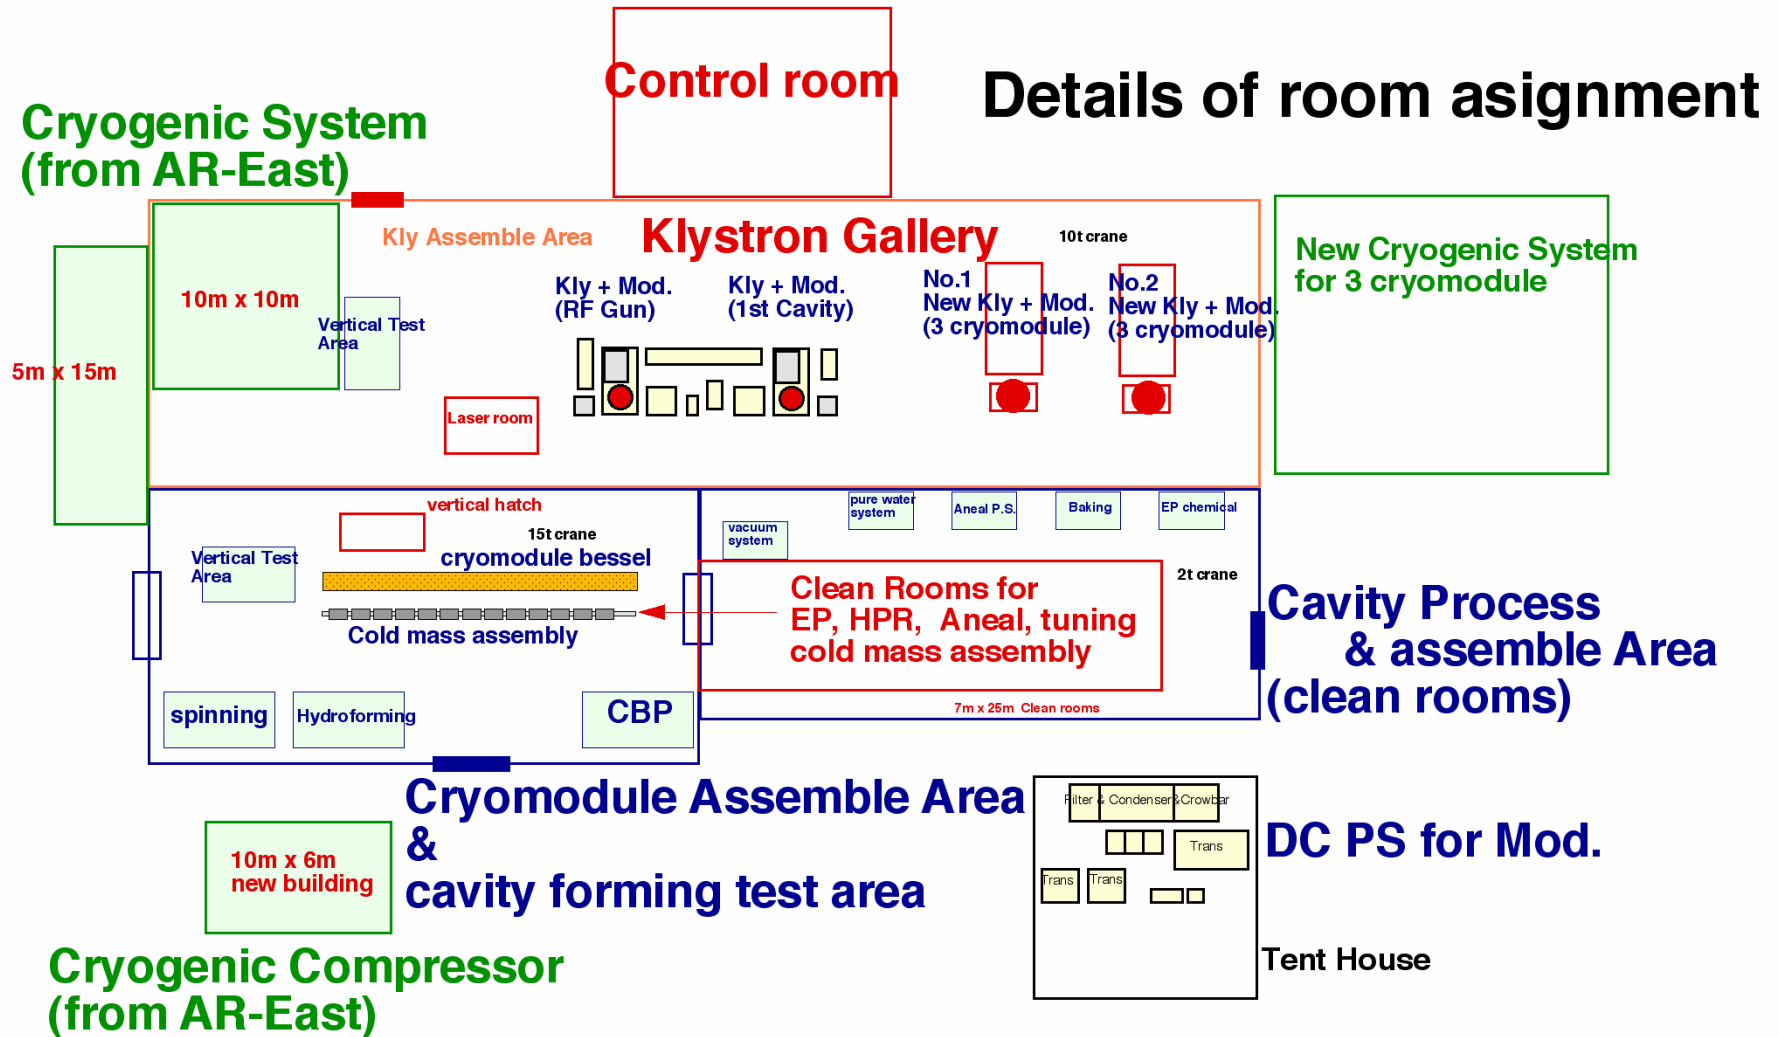 Control room
Details of room asignment
Cryogenic System
(from AR-East)
Kly Assemble Area
Klystron Gallery
10t crane
New Cryogenic System
for 3 cryomodule
10m x 10m
Vertical Test
Area
5m x 15m
Kly + Mod.
(RF Gun)
Kly + Mod.
(1st Cavity)
No.1
New Kly + Mod.
(3 cryomodule)
No.2
New Kly + Mod.
(3 cryomodule)
Laser room
vertical hatch
15t crane
cryomodule bessel
Vertical Test
Area
Cold mass assembly
spinning
Hydroforming
CBP
vacuum
system
pure water
system
Aneal P.S.
Baking
EP chemical
2t crane
Clean Rooms for
EP, HPR, Aneal, tuning
cold mass assembly
7m x 25m Clean rooms
Cavity Process
& assemble Area
(clean rooms)
Cryomodule Assemble Area
&
cavity forming test area
10m x 6m
new building
Cryogenic Compressor
(from AR-East)
Filter & Condenser &Crowbar
Trans
Trans
Trans
DC PS for Mod.
Tent House